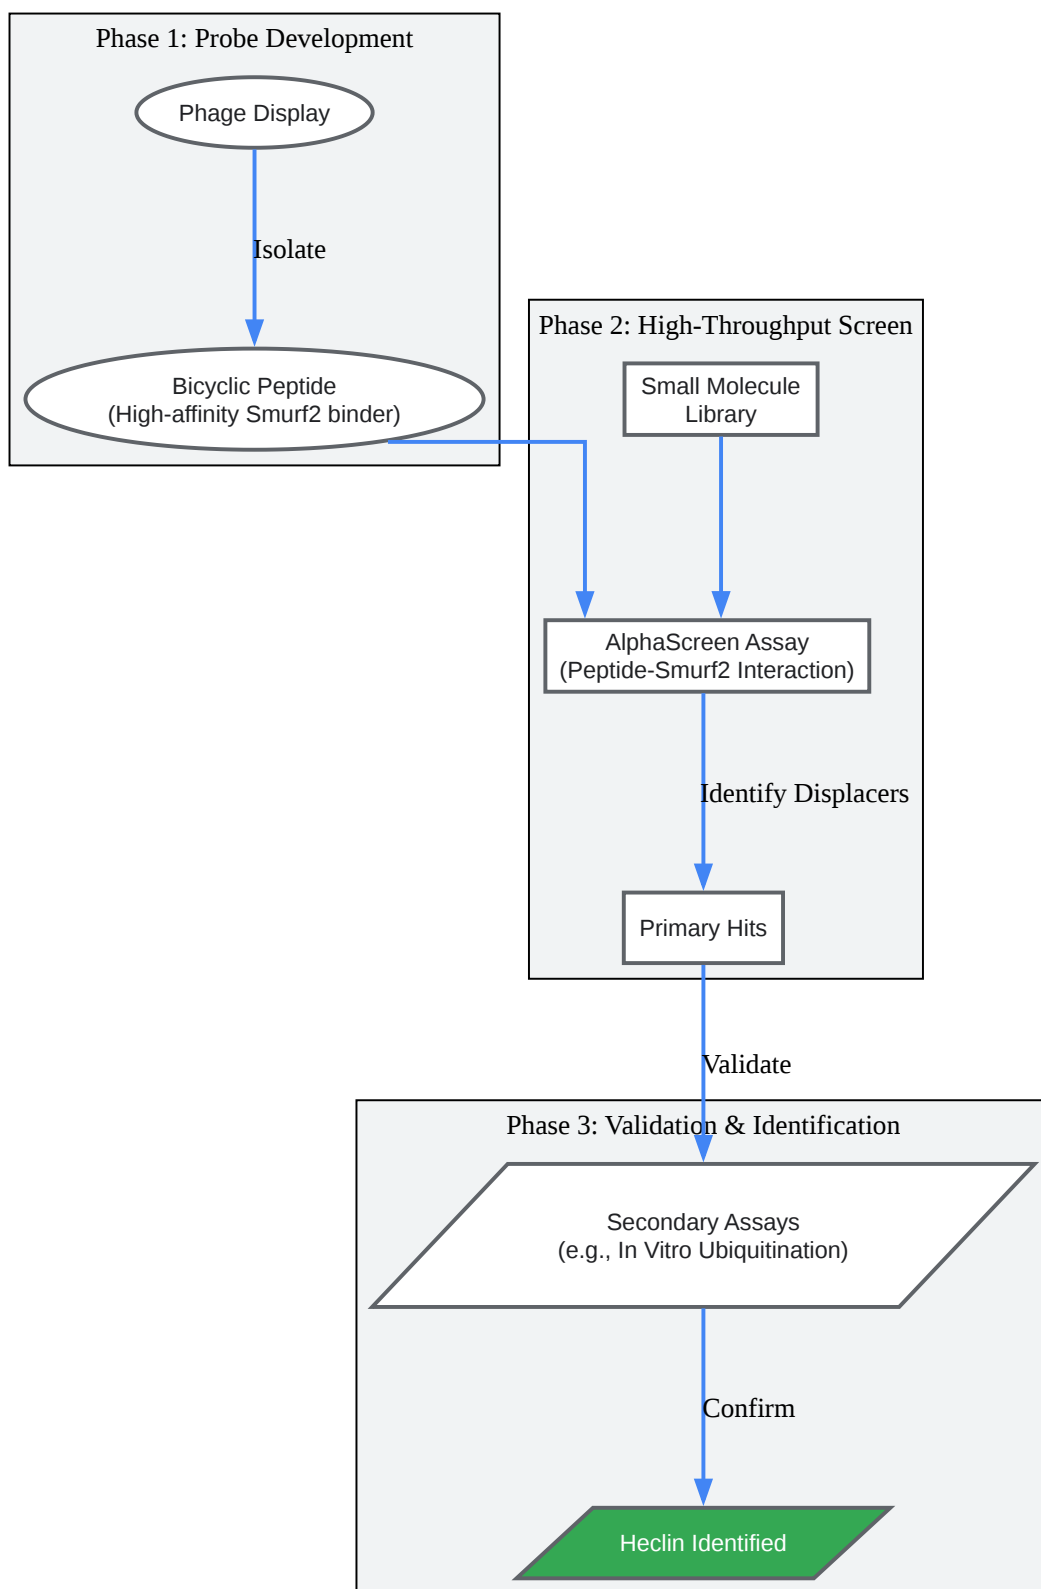 Phase 1: Probe Development
Phage Display
Isolate
Bicyclic Peptide
(High-affinity Smurf2 binder)
Phase 2: High-Throughput Screen
Small Molecule
Library
AlphaScreen Assay
(Peptide-Smurf2 Interaction)
Identify Displacers
Primary Hits
Validate
Phase 3: Validation & Identification
Secondary Assays
(e.g., In Vitro Ubiquitination)
Confirm
Heclin Identified